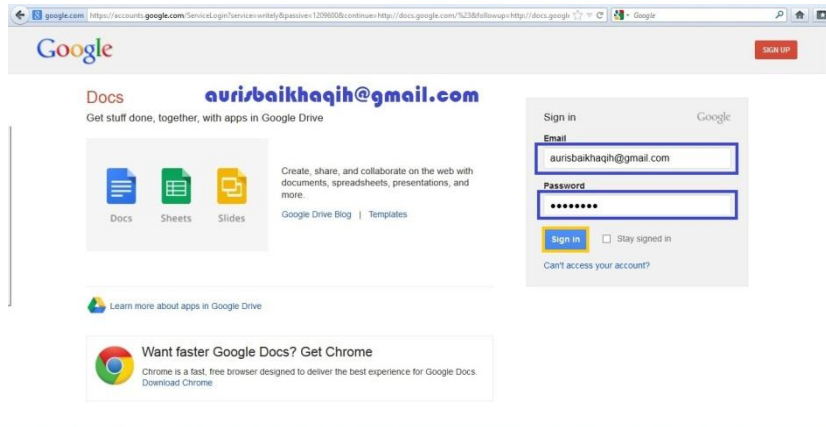 google.com https://accounts.google.com/ServiceLogin?service=writely&passive=1209600&continue=http://docs.google.com/%23&followup=http://docs.googl
Google
Google
SIGN UP
Docs
aurisbaikhaqih@gmail.com
Get stuff done, together, with apps in Google Drive
Docs
Sheets
Slides
Create, share, and collaborate on the web with
documents, spreadsheets, presentations, and
more.
Google Drive Blog | Templates
Learn more about apps in Google Drive
Want faster Google Docs? Get Chrome
Chrome is a fast, free browser designed to deliver the best experience for Google Docs.
Download Chrome
Sign in Google
Email
aurisbaikhaqih@gmail.com
Password
••••••••
Sign in
Stay signed in
Can't access your account?